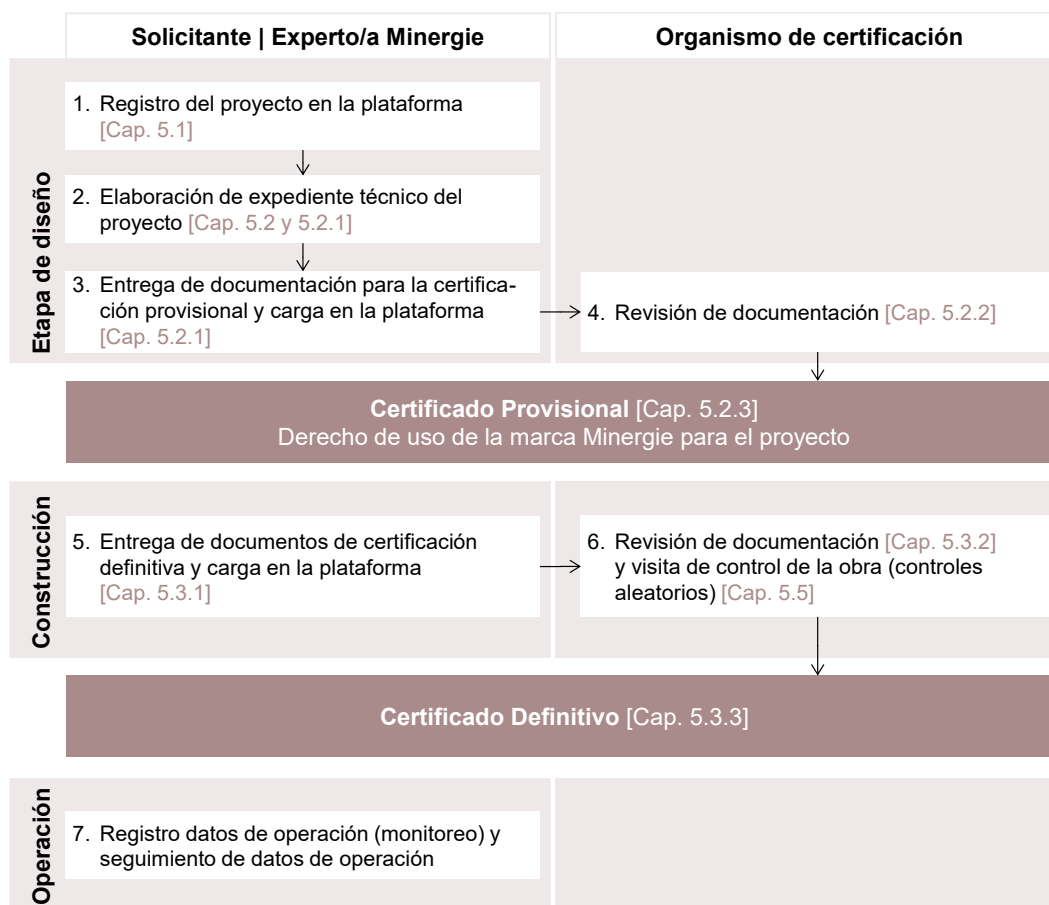 Solicitante | Experto/a Minergie
Organismo de certificación
Etapa de diseño
1. Registro del proyecto en la plataforma
[Cap. 5.1]
2. Elaboración de expediente técnico del
proyecto [Cap. 5.2 y 5.2.1]
3. Entrega de documentación para la certifica-
ción provisional y carga en la plataforma
[Cap. 5.2.1]
4. Revisión de documentación [Cap. 5.2.2]
Certificado Provisional [Cap. 5.2.3]
Derecho de uso de la marca Minergie para el proyecto
Construcción
5. Entrega de documentos de certificación
definitiva y carga en la plataforma
[Cap. 5.3.1]
6. Revisión de documentación [Cap. 5.3.2]
y visita de control de la obra (controles
aleatorios) [Cap. 5.5]
Certificado Definitivo [Cap. 5.3.3]
Operación
7. Registro datos de operación (monitoreo) y
seguimiento de datos de operación